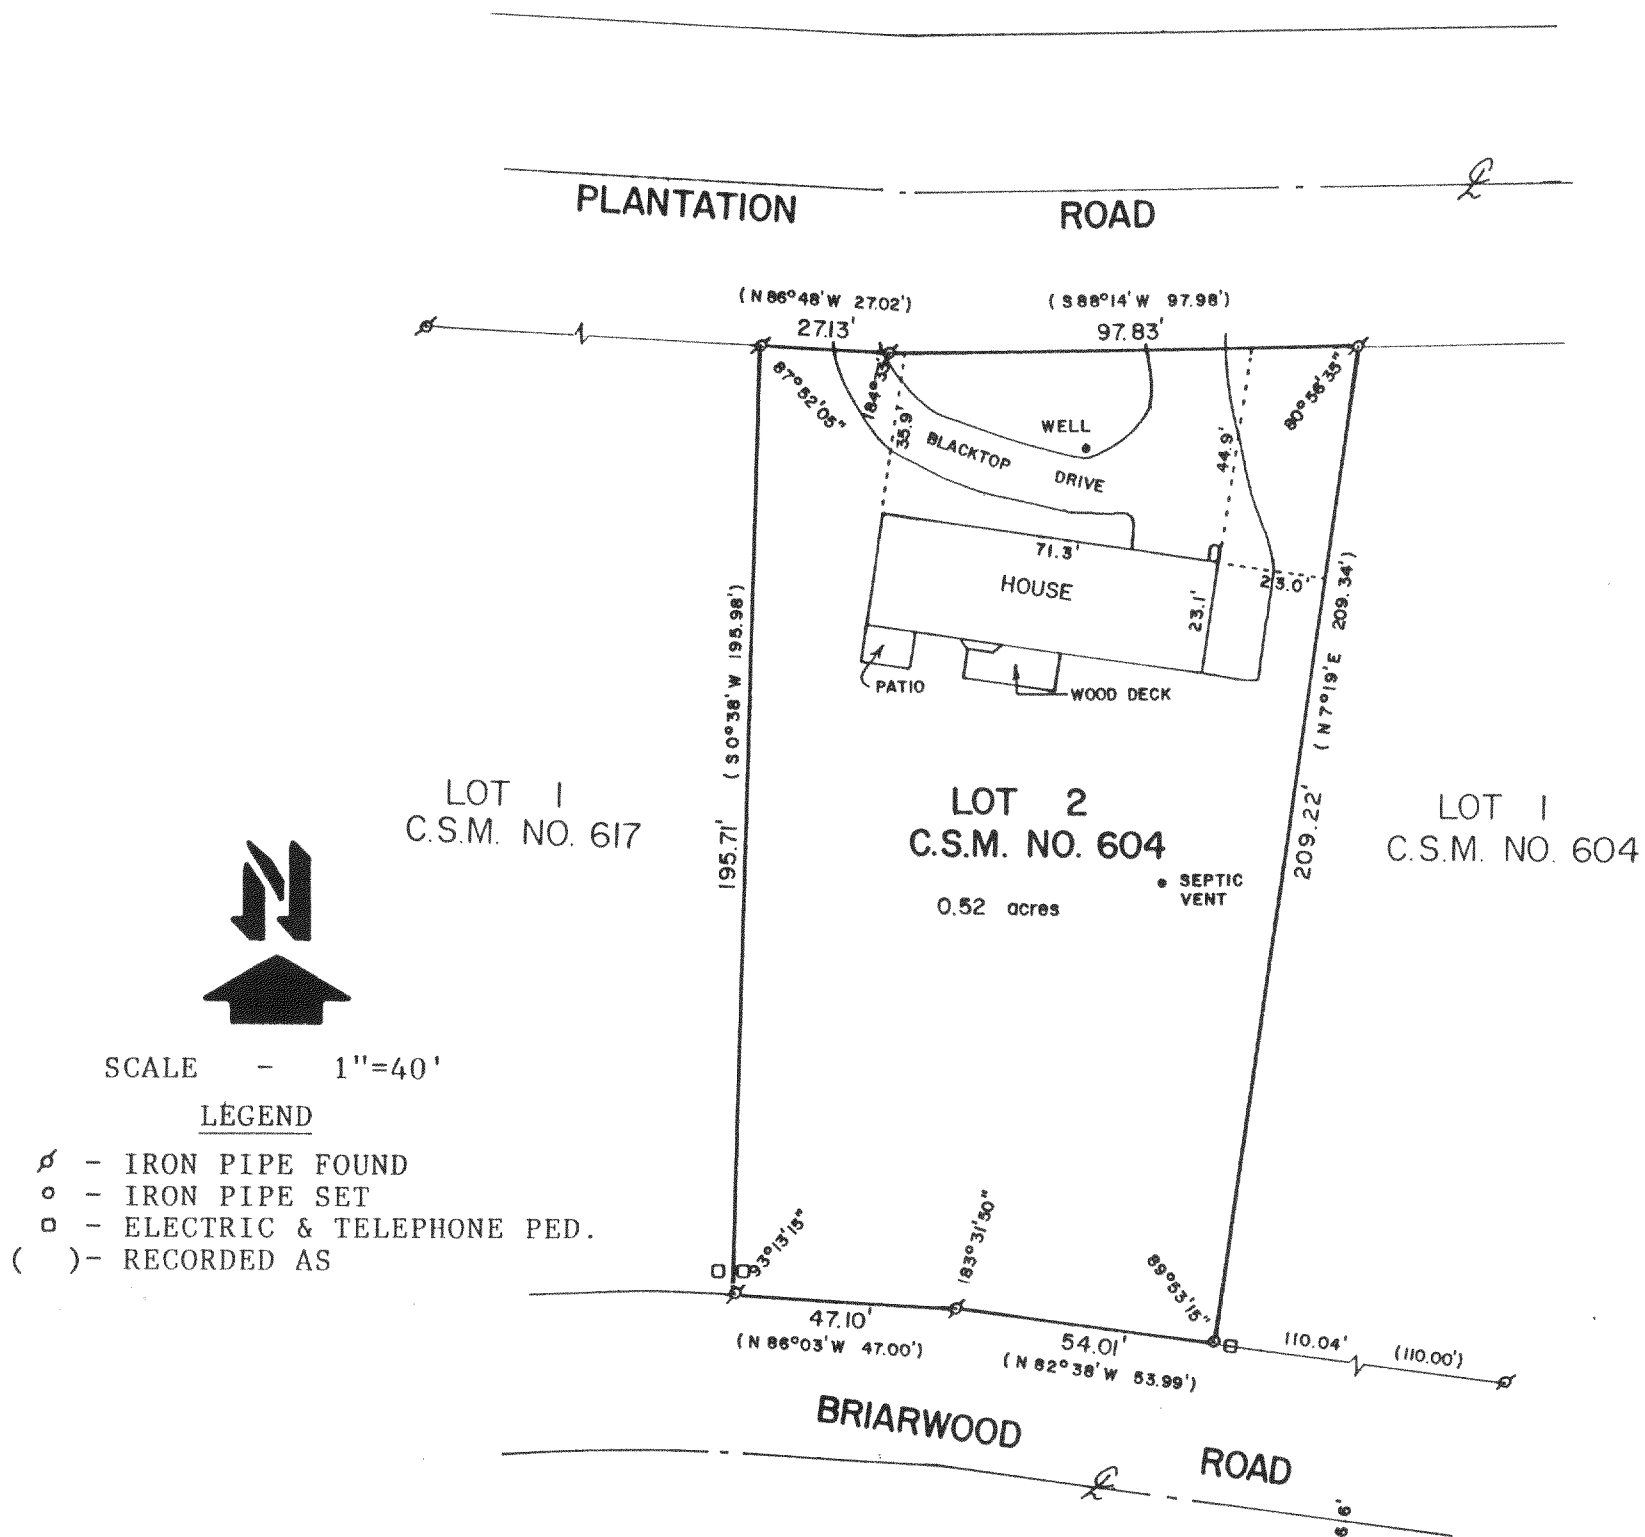 PLANTATION ROAD
(N 86°48' W 27.02')
(S 88°14' W 97.98')
27.13'
97.83'
87°52'05"
80°56'35"
35.9'
WELL
BLACKTOP DRIVE
44.9'
71.3'
HOUSE
23.1'
23.0'
PATIO
WOOD DECK
195.71' (S 0°38' W 195.98')
209.22' (N 7°19' E 209.34')
LOT 1
C.S.M. NO. 617
LOT 2
C.S.M. NO. 604
0.52 acres
SEPTIC
VENT
LOT 1
C.S.M. NO. 604
N
SCALE - 1"=40'
LEGEND
- IRON PIPE FOUND
- IRON PIPE SET
- ELECTRIC & TELEPHONE PED.
( )- RECORDED AS
93°13'15"
183°31'50"
89°53'15"
47.10'
(N 86°03' W 47.00')
54.01'
(N 82°38' W 53.99')
110.04' (110.00')
BRIARWOOD ROAD